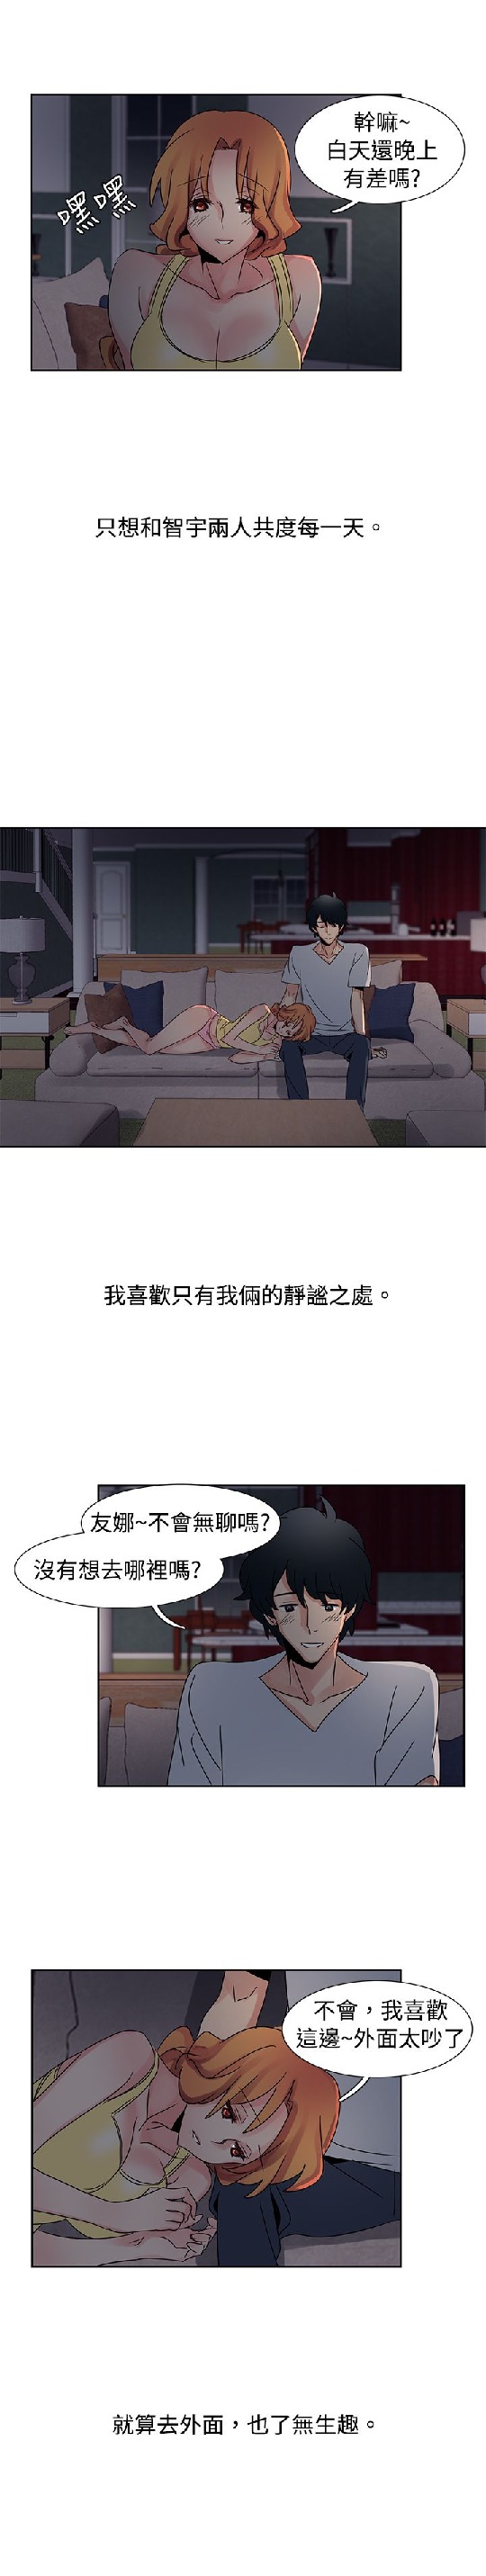 幹嘛~
白天還晚上
有差嗎?
嘿嘿
只想和智宇兩人共度每一天。
我喜歡只有我倆的靜謐之處。
友娜~不會無聊嗎?
沒有想去哪裡嗎?
不會，我喜歡
這邊~外面太吵了
就算去外面，也了無生趣。